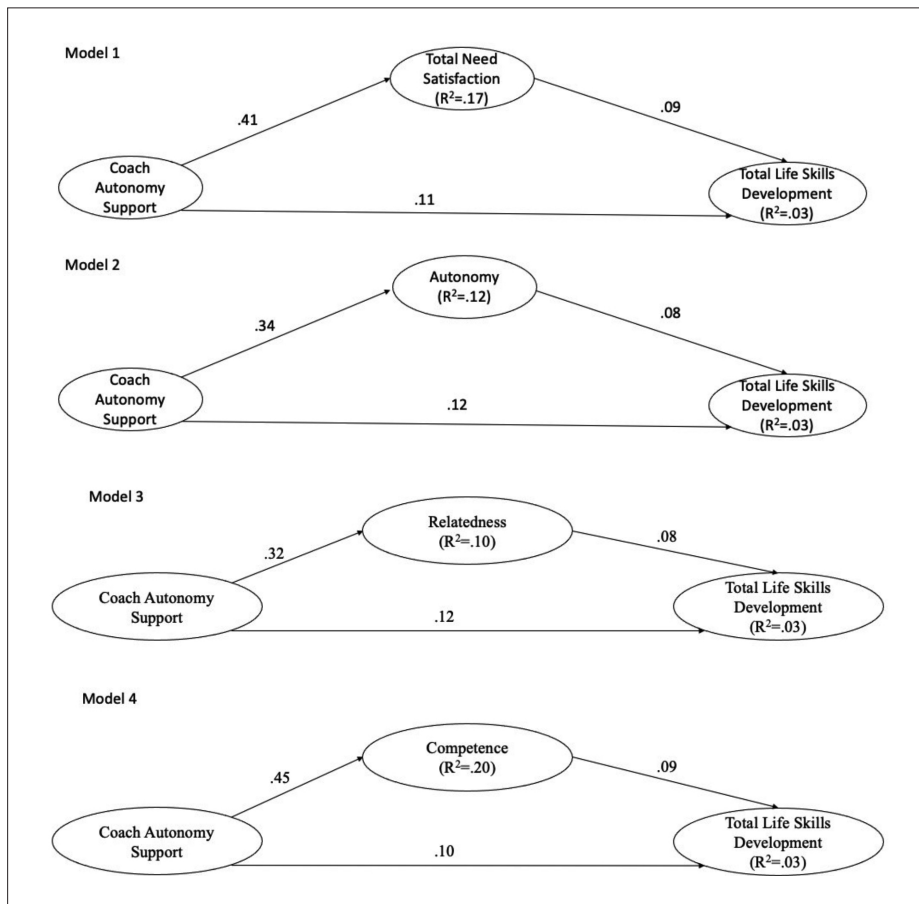 Model 1
Total Need
Satisfaction
(R²=.17)
.41
.09
Coach
Autonomy
Support
Total Life Skills
Development
(R²=.03)
.11
Model 2
Autonomy
(R²=.12)
.34
.08
Coach
Autonomy
Support
Total Life Skills
Development
(R²=.03)
.12
Model 3
Relatedness
(R²=.10)
.32
.08
Coach Autonomy
Support
Total Life Skills
Development
(R²=.03)
.12
Model 4
Competence
(R²=.20)
.45
.09
Coach Autonomy
Support
Total Life Skills
Development
(R²=.03)
.10